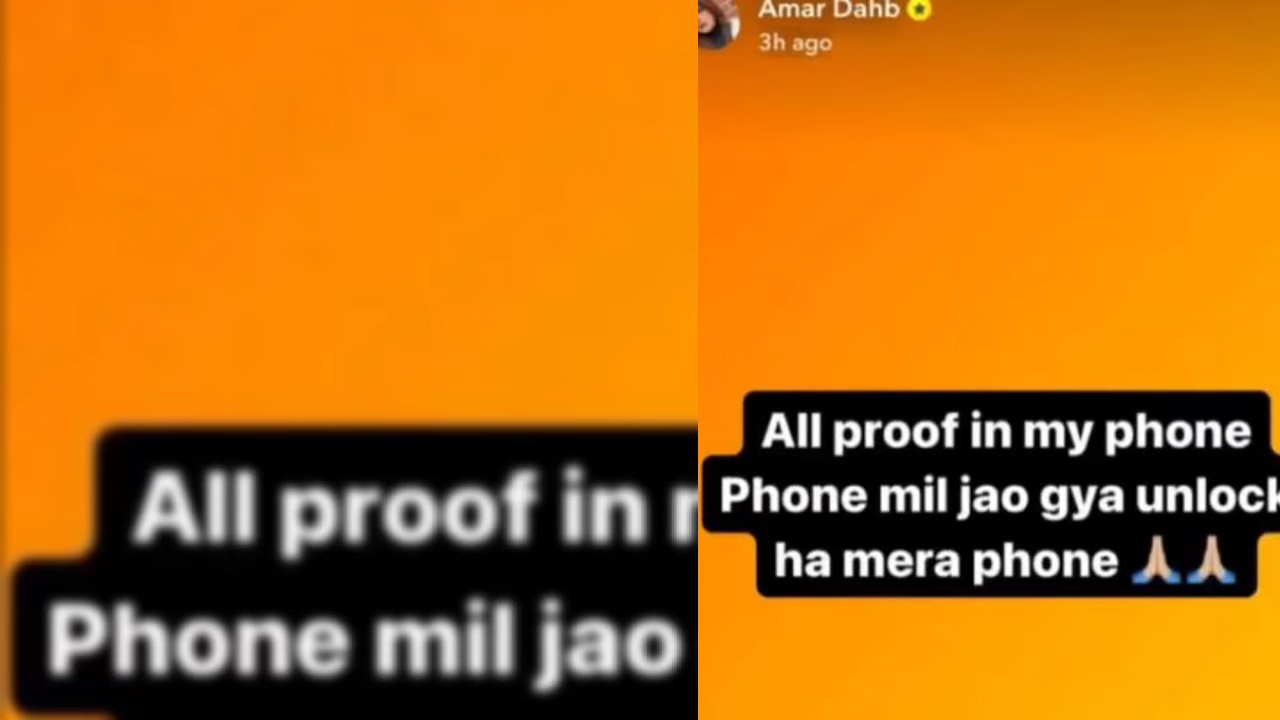 All proof in r
Phone mil jao
Amar Dahb
3h ago
All proof in my phone
Phone mil jao gya unlock
ha mera phone 🙏🏼🙏🏼